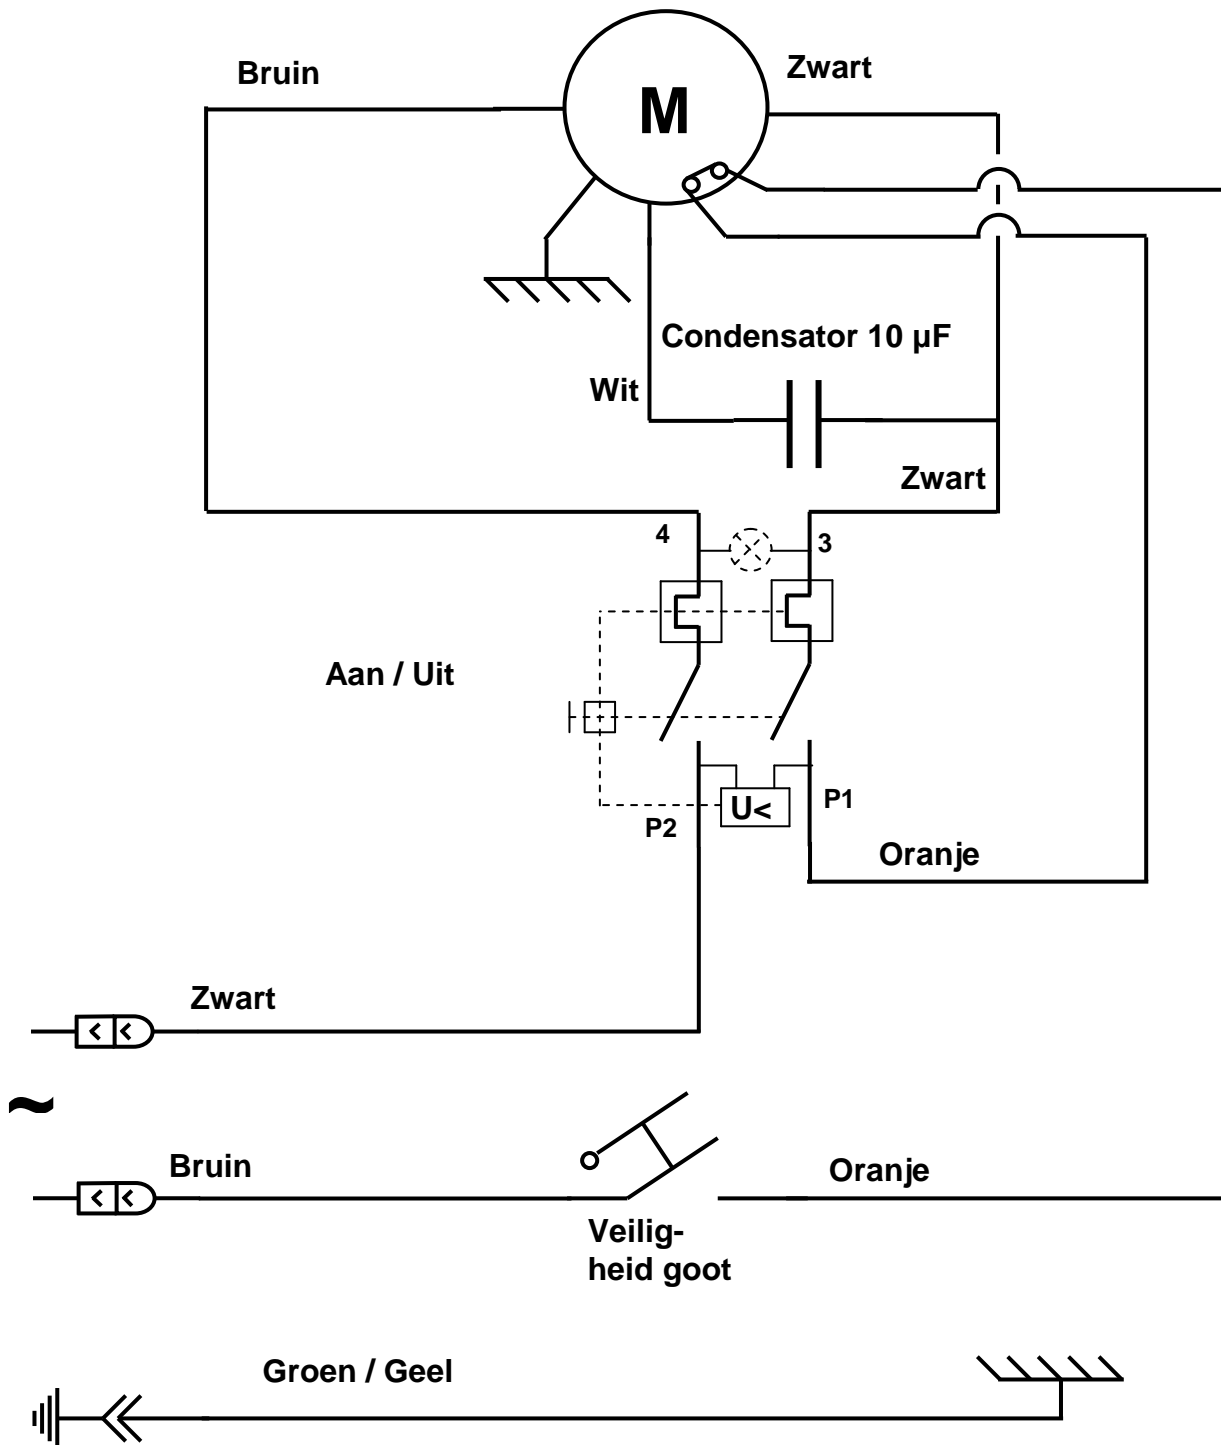 Bruin
Zwart
M
Condensator 10 µF
Wit
Zwart
4
3
Aan / Uit
U<
P1
P2
Oranje
Zwart
~
Bruin
Oranje
Veilig-
heid goot
Groen / Geel